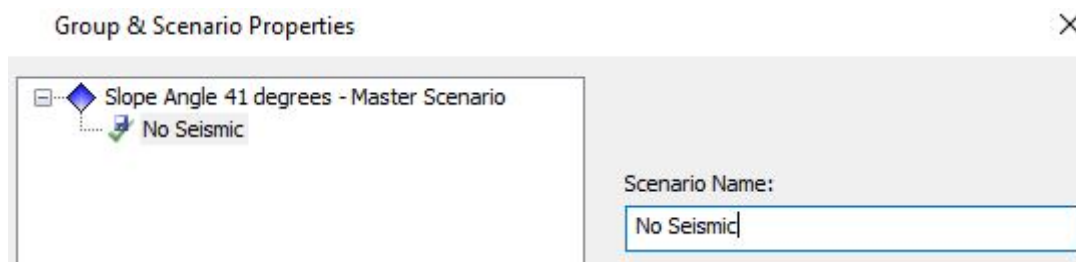 Group & Scenario Properties
Slope Angle 41 degrees - Master Scenario
No Seismic
Scenario Name:
No Seismic